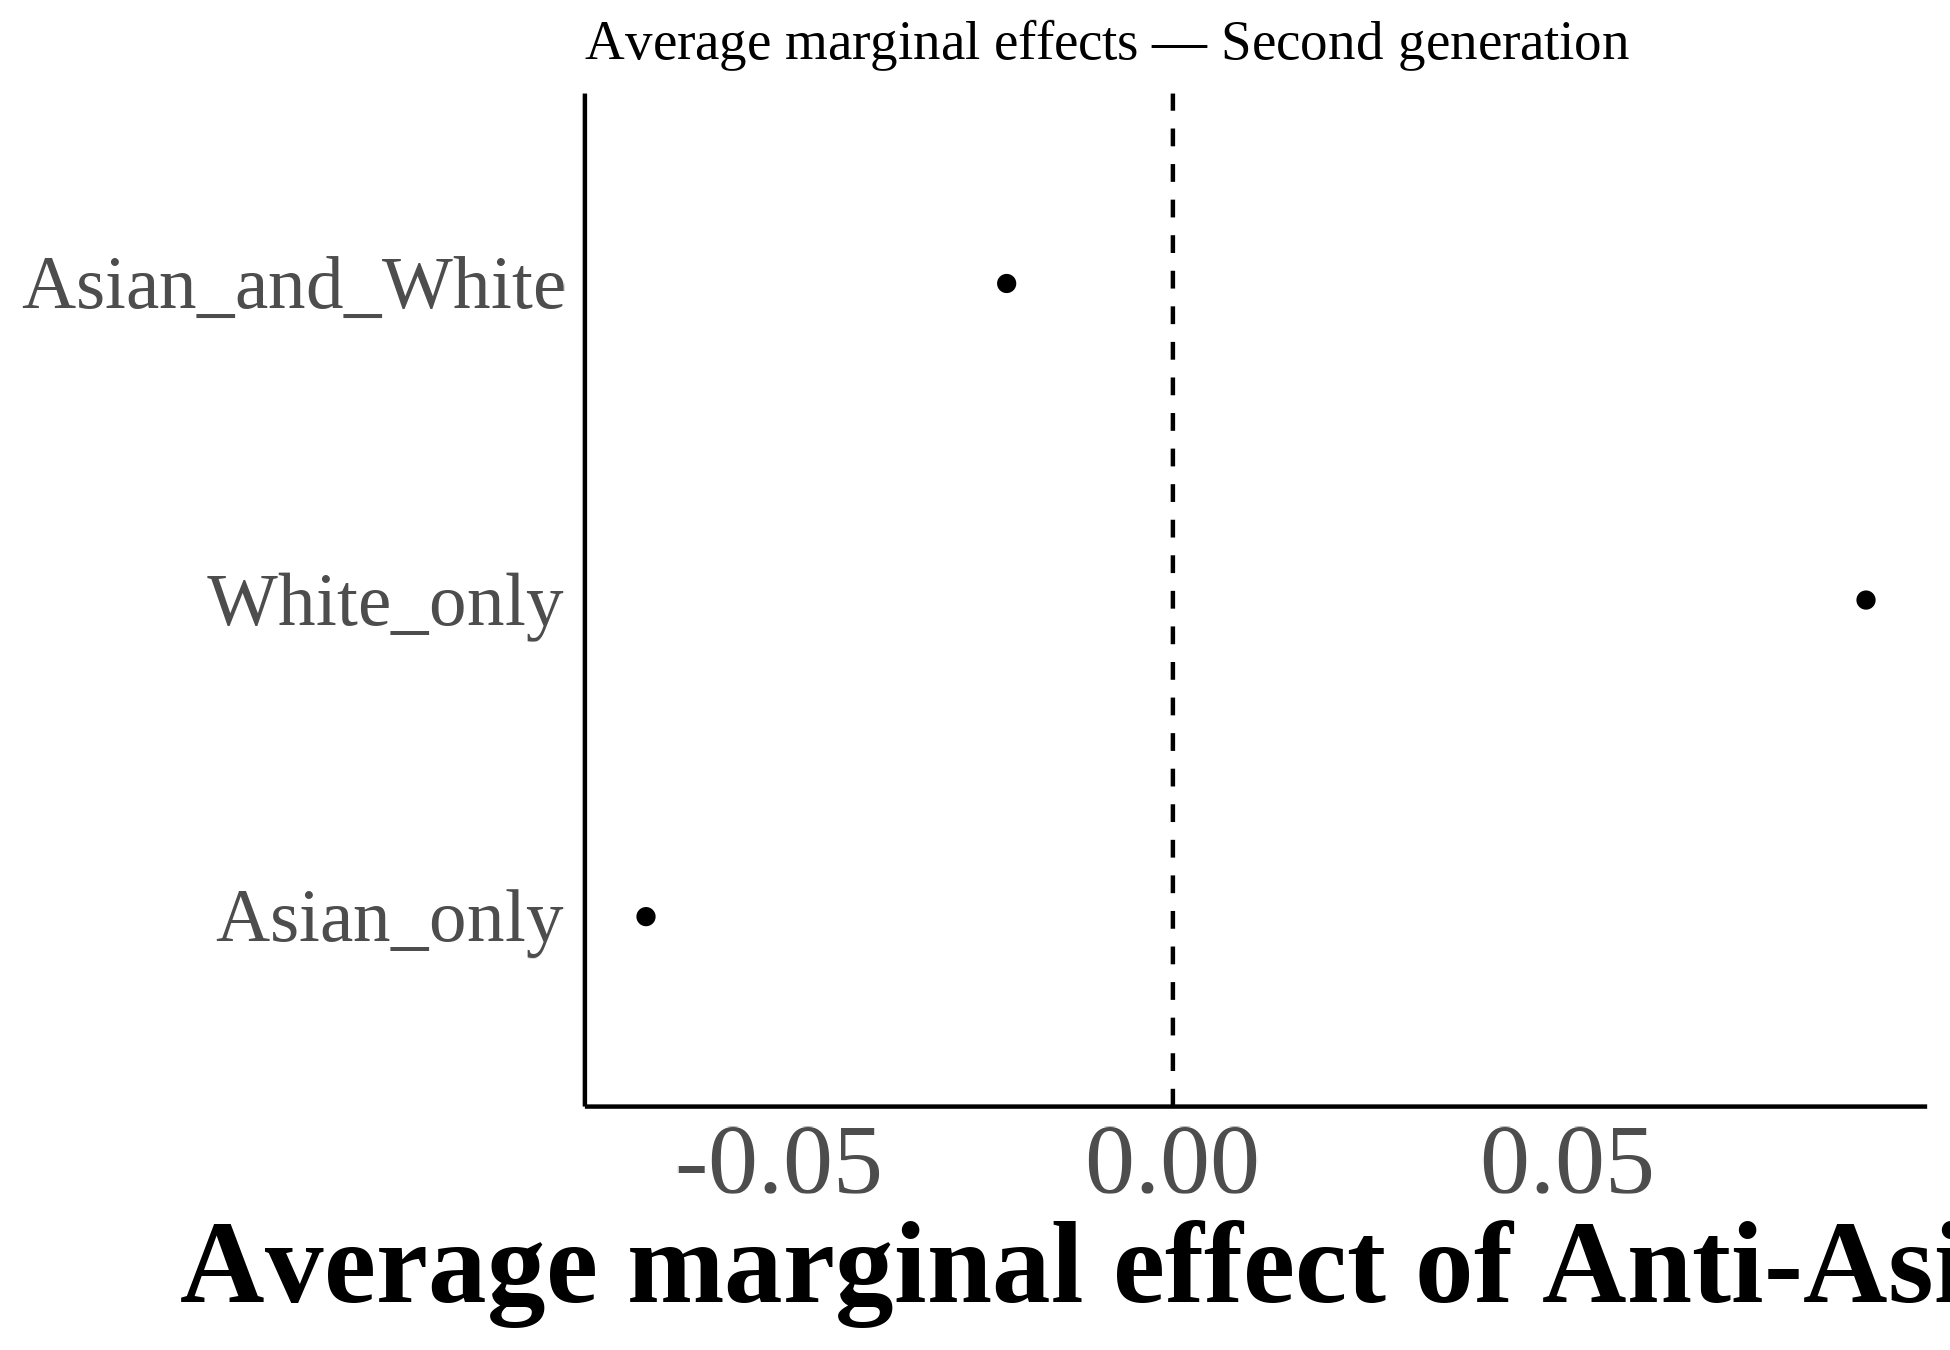 Average marginal effects — Second generation
Asian_and_White
White_only
Asian_only
-0.05 0.00 0.05
Average marginal effect of Anti-Asi